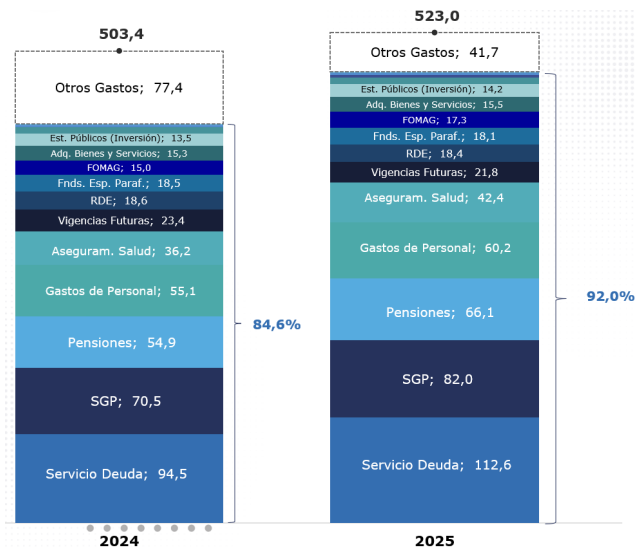 503,4
Otros Gastos; 77,4
Est. Públicos (Inversión); 13,5
Adq. Bienes y Servicios; 15,3
FOMAG; 15,0
Fnds. Esp. Paraf.; 18,5
RDE; 18,6
Vigencias Futuras; 23,4
Aseguram. Salud; 36,2
Gastos de Personal; 55,1
Pensiones; 54,9
SGP; 70,5
Servicio Deuda; 94,5
84,6%
2024
523,0
Otros Gastos; 41,7
Est. Públicos (Inversión); 14,2
Adq. Bienes y Servicios; 15,5
FOMAG; 17,3
Fnds. Esp. Paraf.; 18,1
RDE; 18,4
Vigencias Futuras; 21,8
Aseguram. Salud; 42,4
Gastos de Personal; 60,2
Pensiones; 66,1
SGP; 82,0
Servicio Deuda; 112,6
92,0%
2025